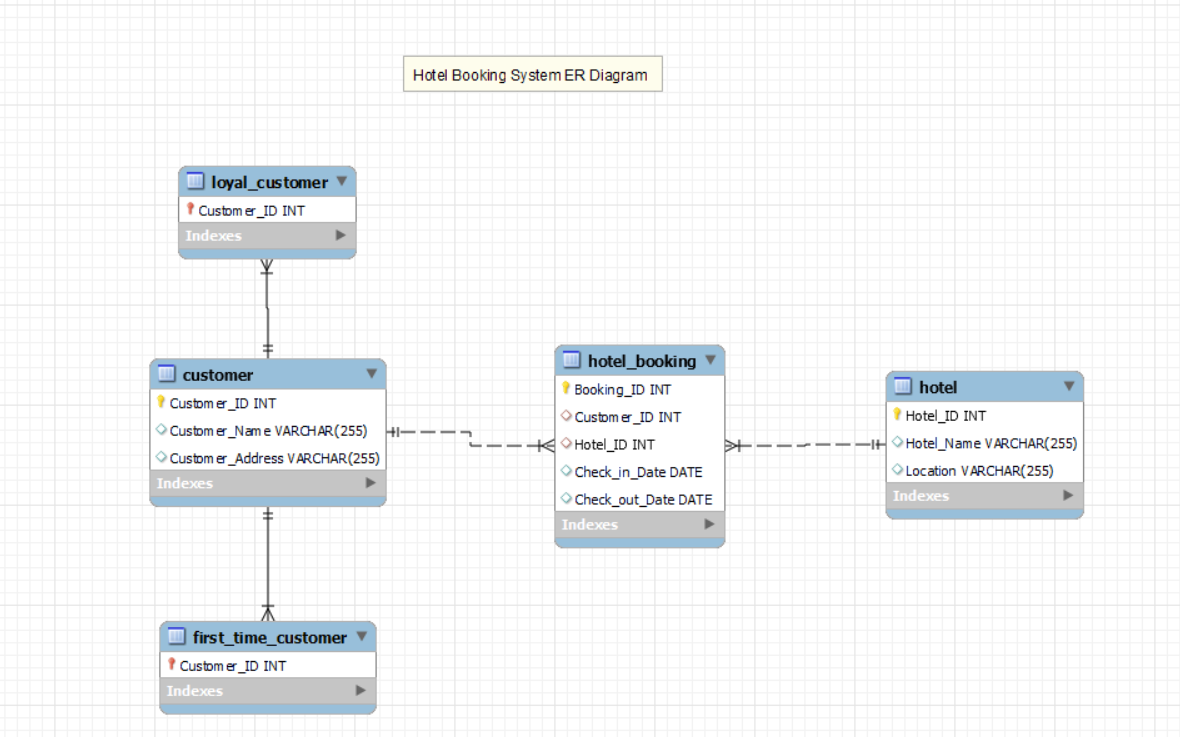 Hotel Booking System ER Diagram
loyal_customer
Customer_ID INT
Indexes
customer
Customer_ID INT
Customer_Name VARCHAR(255)
Customer_Address VARCHAR(255)
Indexes
hotel_booking
Booking_ID INT
Customer_ID INT
Hotel_ID INT
Check_in_Date DATE
Check_out_Date DATE
Indexes
hotel
Hotel_ID INT
Hotel_Name VARCHAR(255)
Location VARCHAR(255)
Indexes
first_time_customer
Customer_ID INT
Indexes